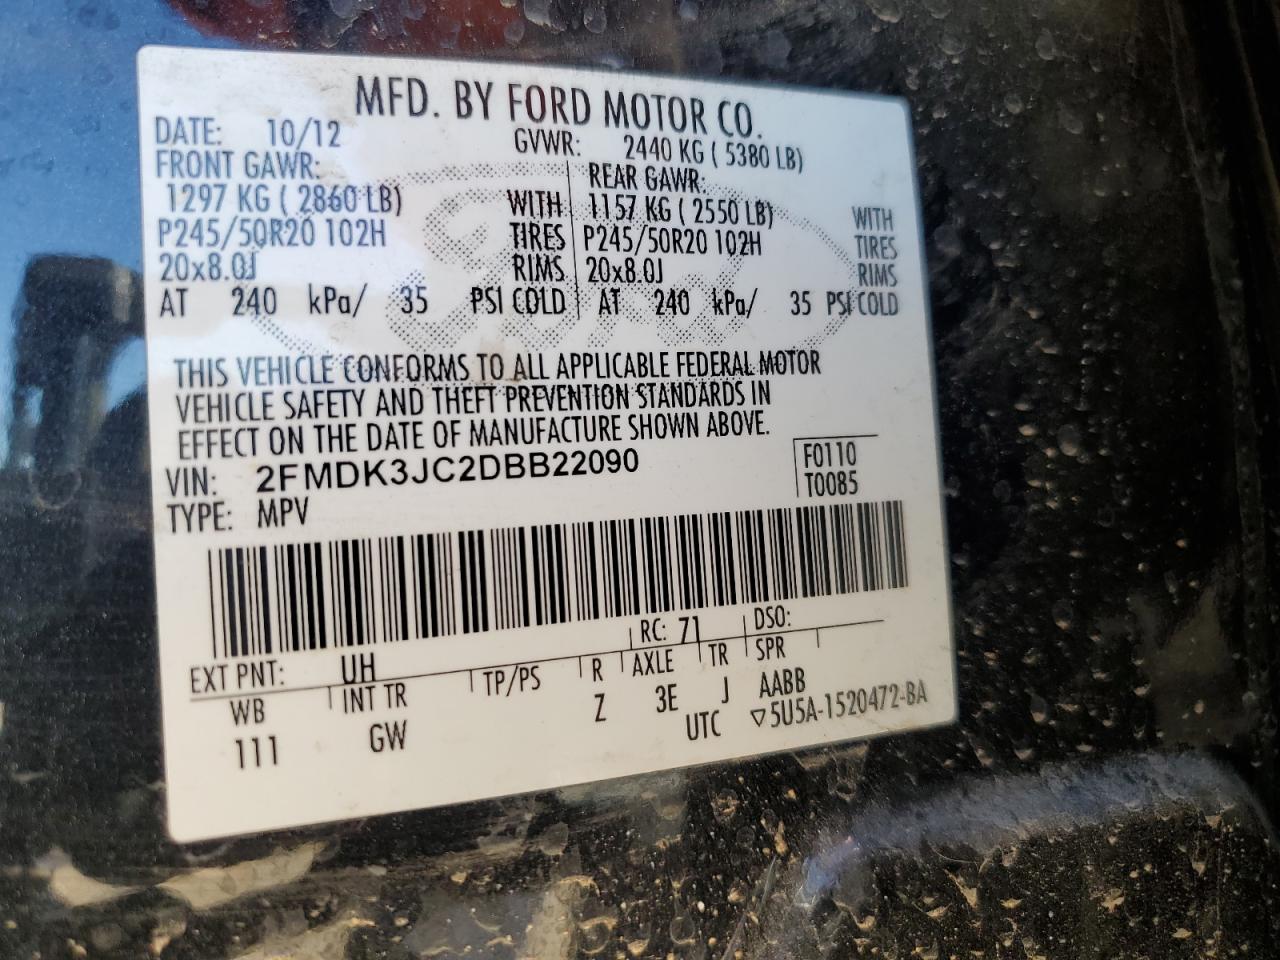 MFD. BY FORD MOTOR CO.
DATE: 10/12 GVWR: 2440 KG ( 5380 LB)
FRONT GAWR: REAR GAWR:
1297 KG ( 2860 LB) WITH 1157 KG ( 2550 LB) WITH
P245/50R20 102H TIRES P245/50R20 102H TIRES
20x8.0J RIMS 20x8.0J RIMS
AT 240 kPa/ 35 PSI COLD AT 240 kPa/ 35 PSI COLD
THIS VEHICLE CONFORMS TO ALL APPLICABLE FEDERAL MOTOR
VEHICLE SAFETY AND THEFT PREVENTION STANDARDS IN
EFFECT ON THE DATE OF MANUFACTURE SHOWN ABOVE.
VIN: 2FMDK3JC2DBB22090 F0110
TYPE: MPV T0085
EXT PNT: UH RC: 71 DSO:
WB INT TR TP/PS R AXLE TR SPR
111 GW Z 3E J AABB
UTC ▽5U5A-1520472-BA